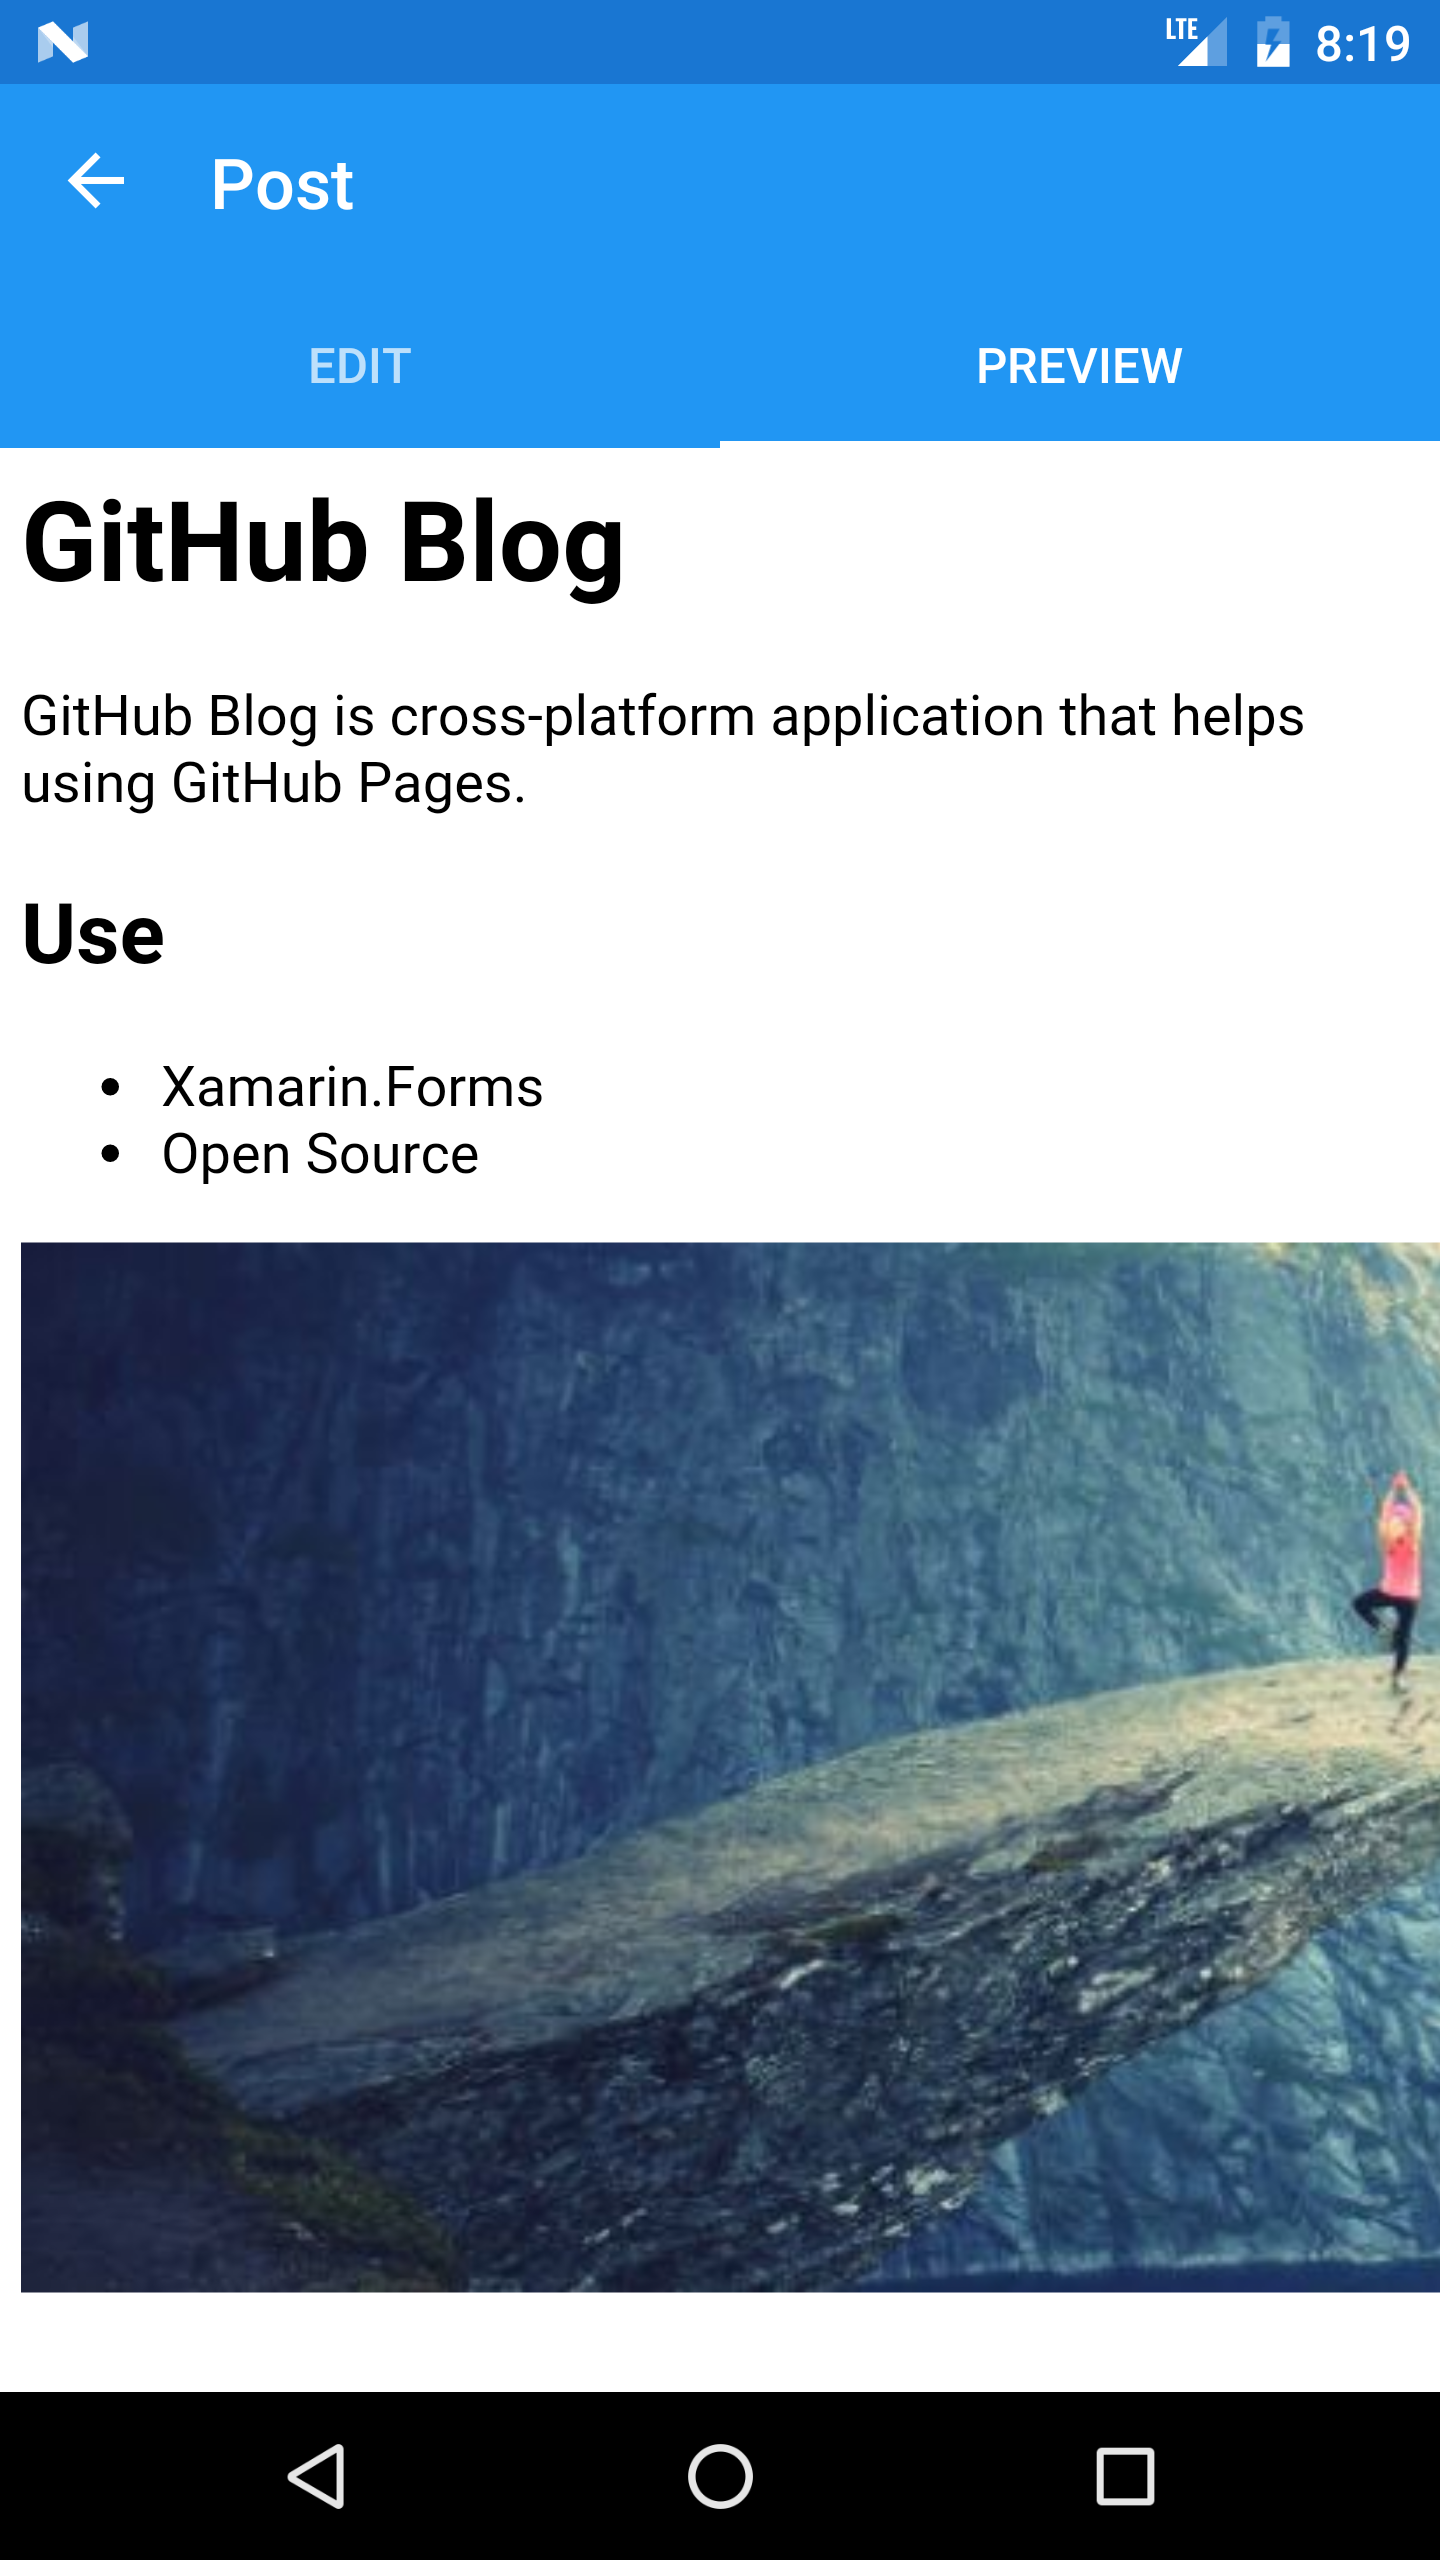 LTE 8:19
Post
EDIT PREVIEW
GitHub Blog
GitHub Blog is cross-platform application that helps
using GitHub Pages.
Use
• Xamarin.Forms
• Open Source